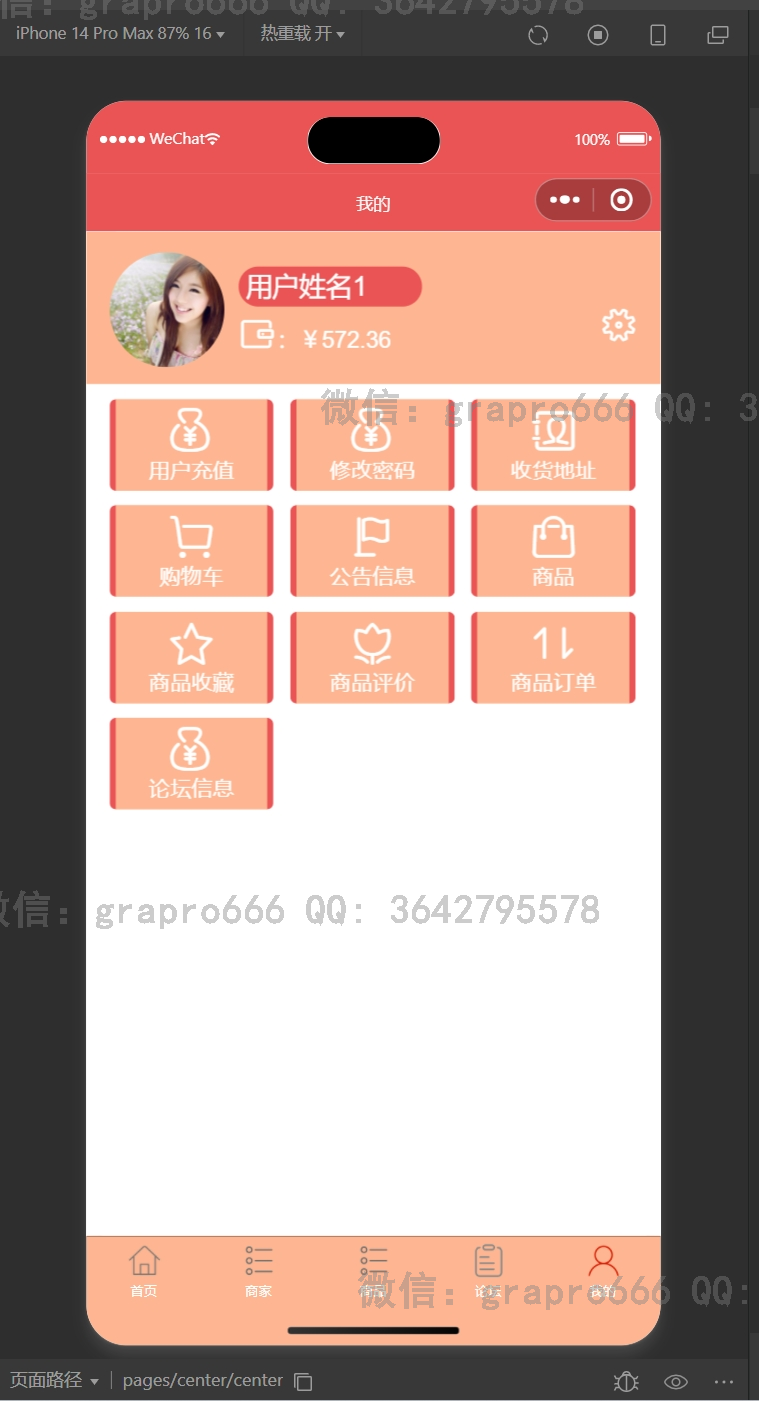 信：grapro666 QQ: 3642795578
iPhone 14 Pro Max 87% 16 热重载 开
WeChat 100%
我的
用户姓名1
：￥572.36
微信：grapro666 QQ: 3
用户充值 修改密码 收货地址
购物车 公告信息 商品
商品收藏 商品评价 商品订单
论坛信息
微信：grapro666 QQ: 3642795578
首页 商家 论坛 我的
微信：grapro666 QQ:
页面路径 pages/center/center